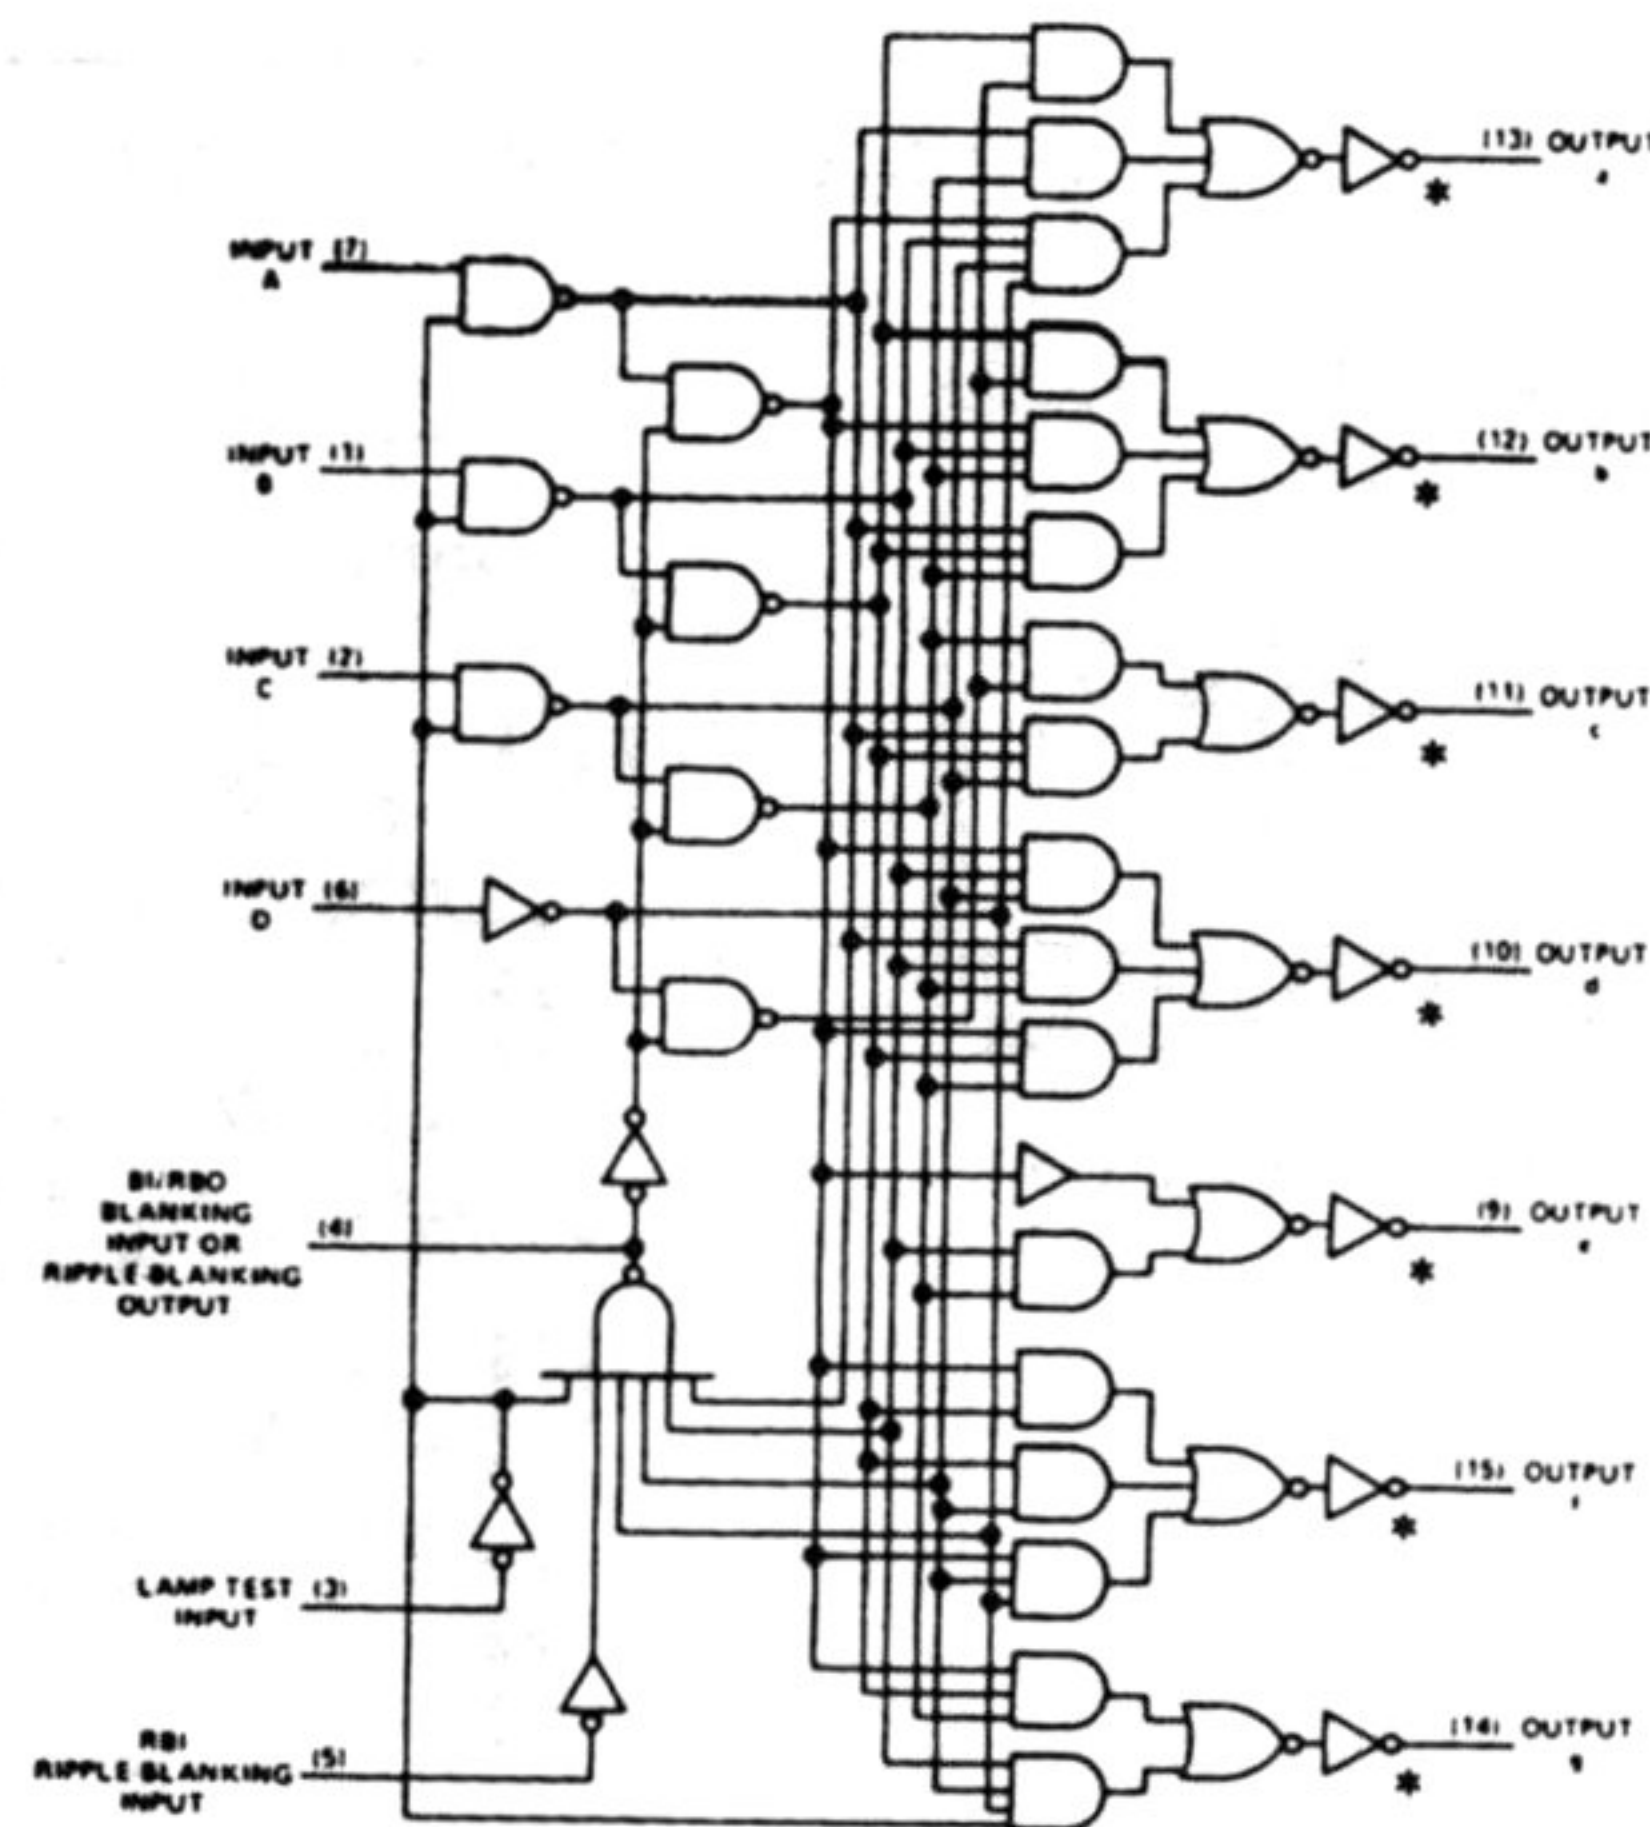 (13) OUTPUT
a
*
INPUT (7)
A
(12) OUTPUT
b
*
INPUT (1)
B
(11) OUTPUT
c
*
INPUT (2)
C
(10) OUTPUT
d
*
INPUT (6)
D
BI/RBO
BLANKING
INPUT OR
RIPPLE-BLANKING
OUTPUT
(4)
(9) OUTPUT
e
*
(15) OUTPUT
f
*
LAMP TEST (3)
INPUT
(14) OUTPUT
g
*
RBI
RIPPLE-BLANKING
INPUT
(5)